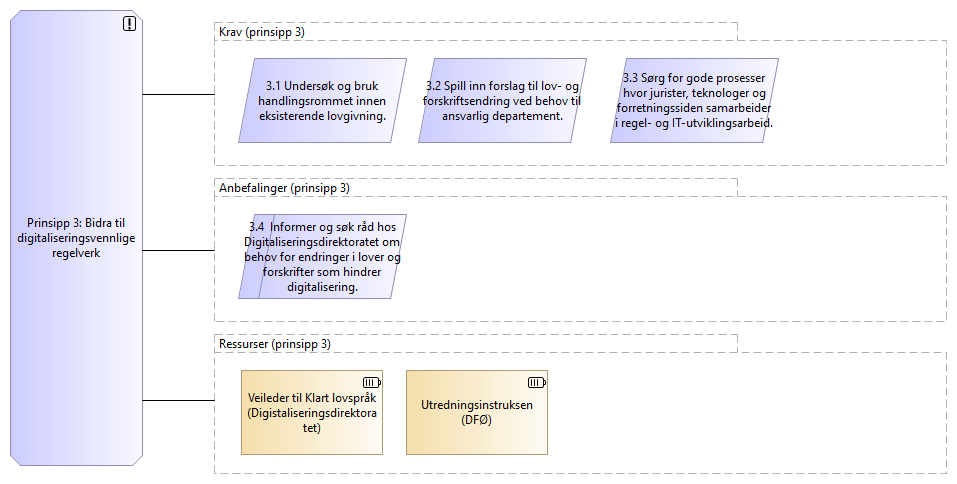 Prinsipp 3: Bidra til
digitaliseringsvennlige
regelverk
Krav (prinsipp 3)
3.1 Undersøk og bruk
handlingsrommet innen
eksisterende lovgivning.
3.2 Spill inn forslag til lov- og
forskriftsendring ved behov til
ansvarlig departement.
3.3 Sørg for gode prosesser
hvor jurister, teknologer og
forretningssiden samarbeider
i regel- og IT-utviklingsarbeid.
Anbefalinger (prinsipp 3)
3.4  Informer og søk råd hos
Digitaliseringsdirektoratet om
behov for endringer i lover og
forskrifter som hindrer
digitalisering.
Ressurser (prinsipp 3)
Veileder til Klart lovspråk
(Digistaliseringsdirektora
tet)
Utredningsinstruksen
(DFØ)